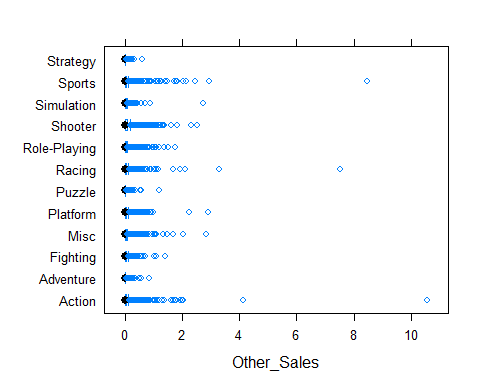 Strategy
Sports
Simulation
Shooter
Role-Playing
Racing
Puzzle
Platform
Misc
Fighting
Adventure
Action
0 2 4 6 8 10
Other_Sales